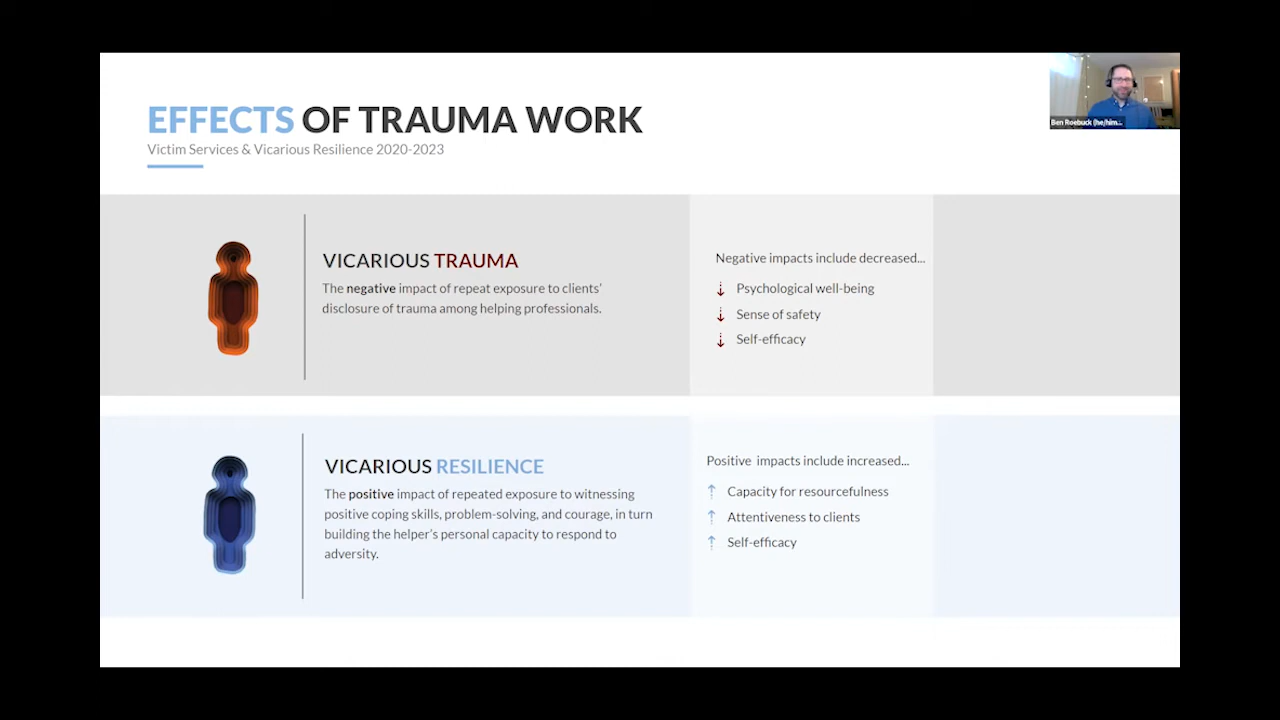 EFFECTS OF TRAUMA WORK
Victim Services & Vicarious Resilience 2020-2023
Ben Roebuck (he/him...
VICARIOUS TRAUMA
The negative impact of repeat exposure to clients'
disclosure of trauma among helping professionals.
Negative impacts include decreased...
Psychological well-being
Sense of safety
Self-efficacy
VICARIOUS RESILIENCE
The positive impact of repeated exposure to witnessing
positive coping skills, problem-solving, and courage, in turn
building the helper's personal capacity to respond to
adversity.
Positive impacts include increased...
Capacity for resourcefulness
Attentiveness to clients
Self-efficacy